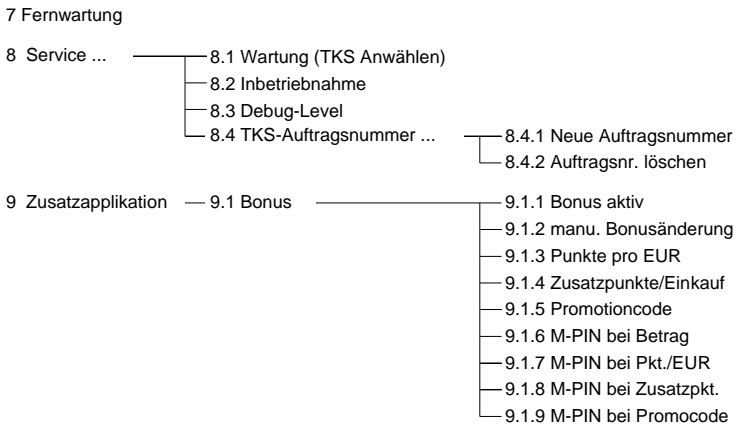 7 Fernwartung
8 Service ...
8.1 Wartung (TKS Anwählen)
8.2 Inbetriebnahme
8.3 Debug-Level
8.4 TKS-Auftragsnummer ...
8.4.1 Neue Auftragsnummer
8.4.2 Auftragsnr. löschen
9 Zusatzapplikation
9.1 Bonus
9.1.1 Bonus aktiv
9.1.2 manu. Bonusänderung
9.1.3 Punkte pro EUR
9.1.4 Zusatzpunkte/Einkauf
9.1.5 Promotioncode
9.1.6 M-PIN bei Betrag
9.1.7 M-PIN bei Pkt./EUR
9.1.8 M-PIN bei Zusatzpkt.
9.1.9 M-PIN bei Promocode